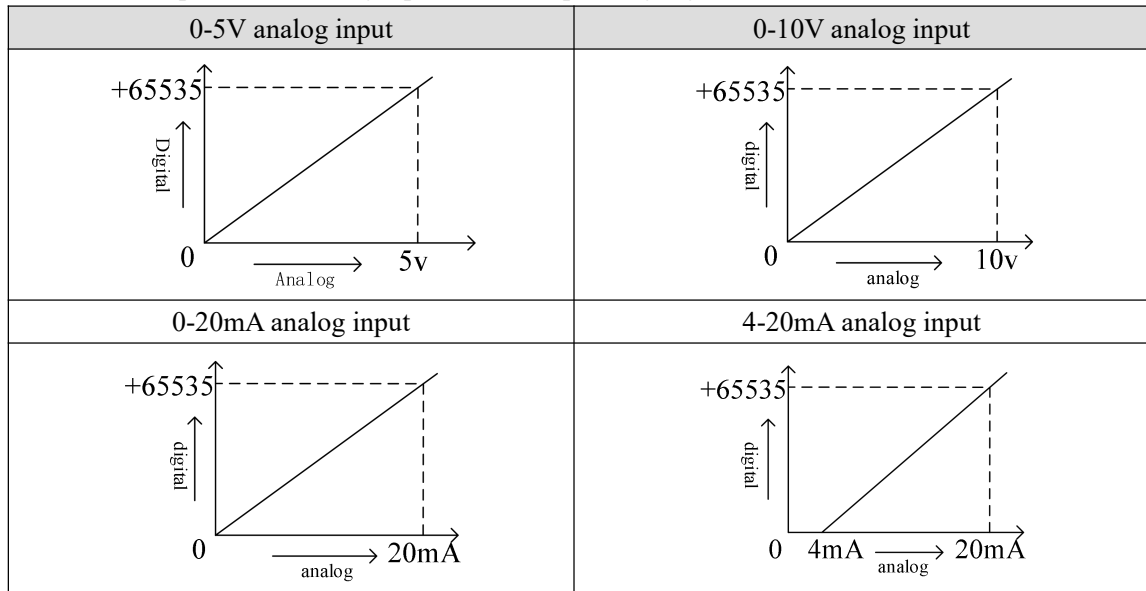 0-5V analog input
0-10V analog input
+65535
Digital
0
5v
Analog
+65535
digital
0
10v
analog
0-20mA analog input
4-20mA analog input
+65535
digital
0
20mA
analog
+65535
digital
0
4mA
20mA
analog